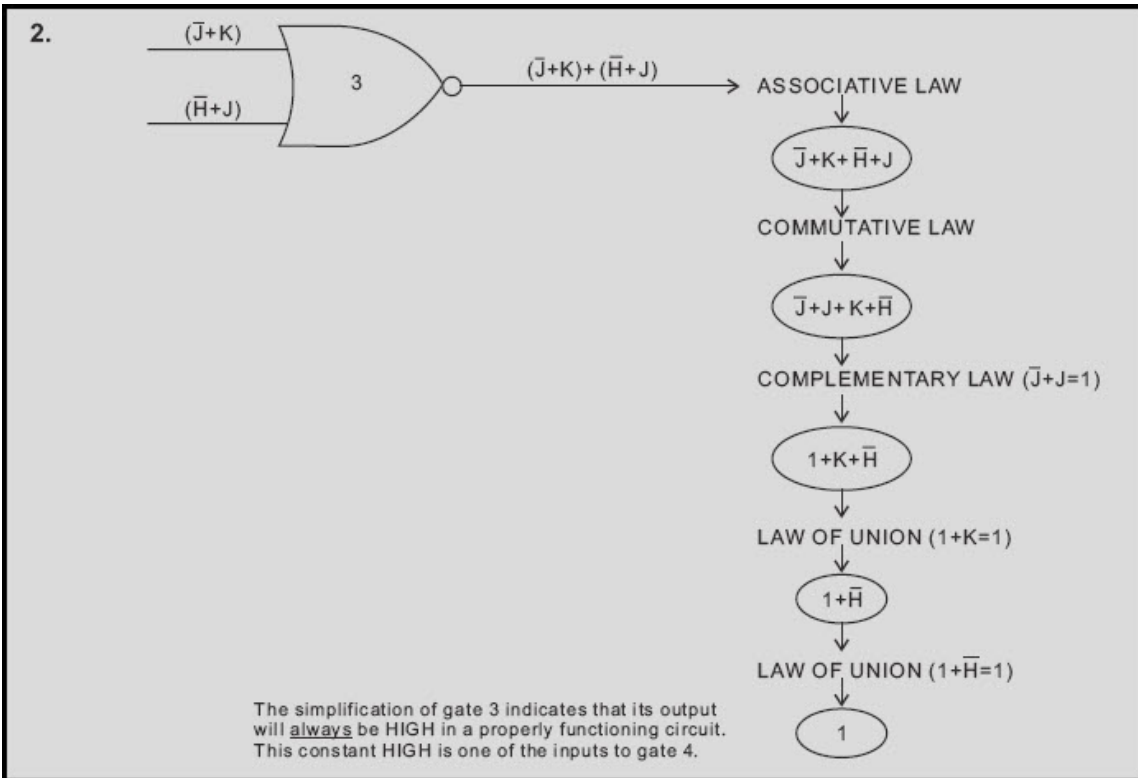 2.
(J̅+K)
3
(H̅+J)
(J̅+K)+(H̅+J)
ASSOCIATIVE LAW
J̅+K+H̅+J
COMMUTATIVE LAW
J̅+J+K+H̅
COMPLEMENTARY LAW (J̅+J=1)
1+K+H̅
LAW OF UNION (1+K=1)
1+H̅
LAW OF UNION (1+H̅=1)
1
The simplification of gate 3 indicates that its output
will always be HIGH in a properly functioning circuit.
This constant HIGH is one of the inputs to gate 4.